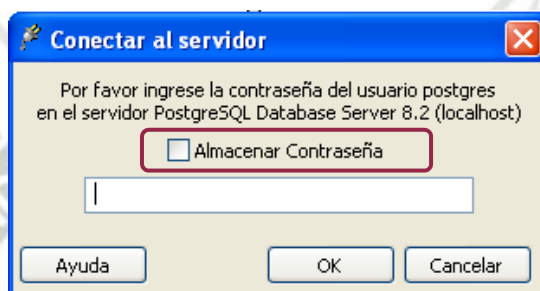 Conectar al servidor
Por favor ingrese la contraseña del usuario postgres
en el servidor PostgreSQL Database Server 8.2 (localhost)
Almacenar Contraseña
Ayuda
OK
Cancelar